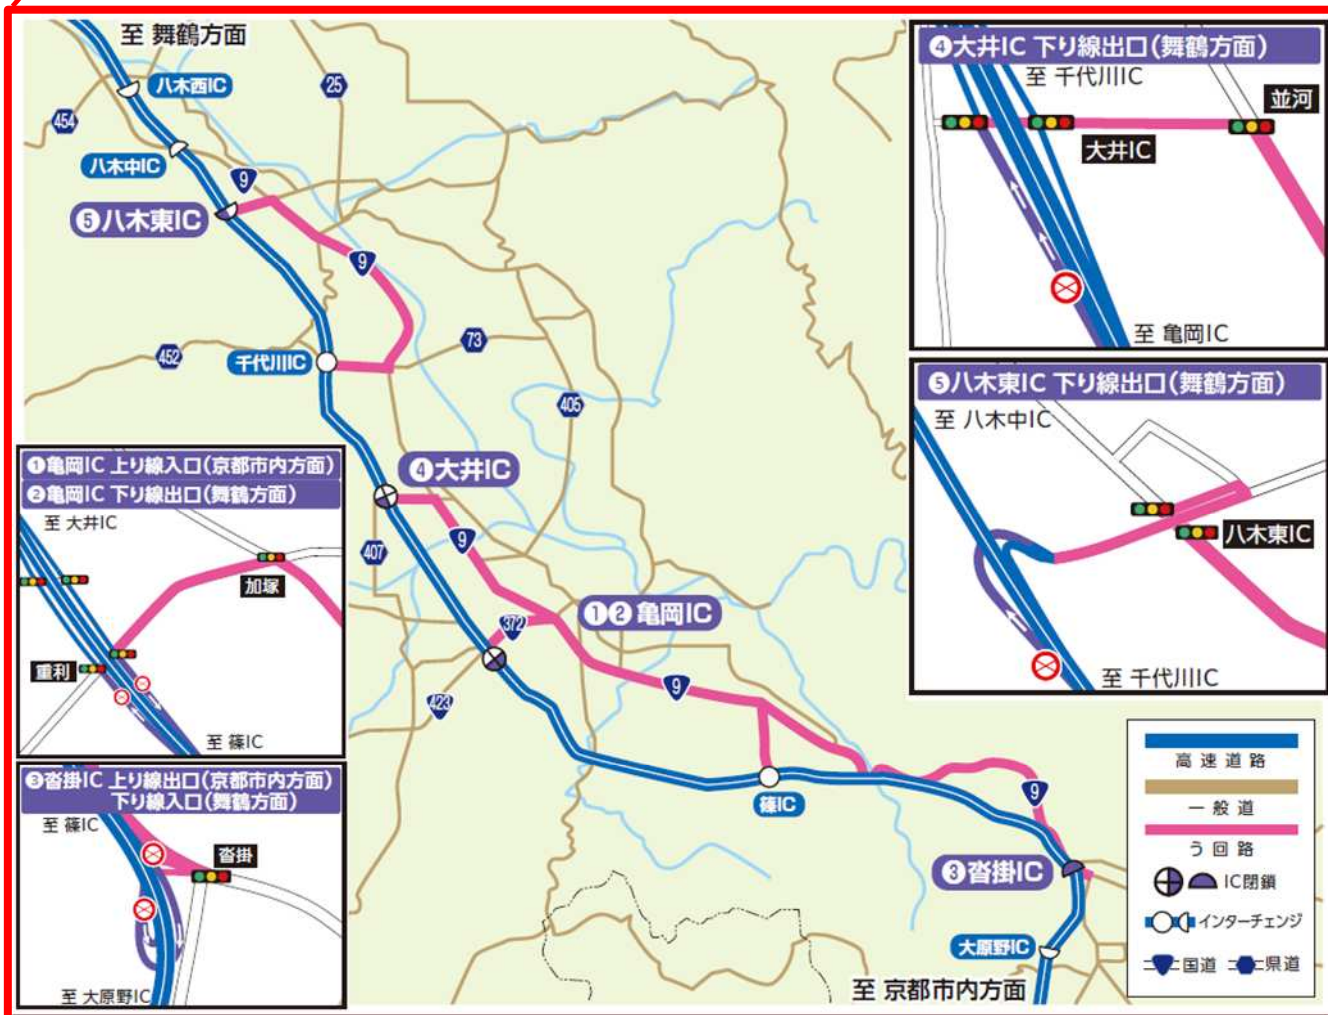 至 舞鶴方面
八木西IC
25
454
八木中IC
9
❺八木東IC
9
452
千代川IC
73
405
❹大井IC
407
9
❶❷亀岡IC
372
423
9
篠IC
9
❸沓掛IC
大原野IC
至 京都市内方面
❹大井IC 下り線出口(舞鶴方面)
至 千代川IC
並河
大井IC
至 亀岡IC
❺八木東IC 下り線出口(舞鶴方面)
至 八木中IC
八木東IC
至 千代川IC
❶亀岡IC 上り線入口(京都市内方面)
❷亀岡IC 下り線出口(舞鶴方面)
至 大井IC
加塚
重利
至 篠IC
❸沓掛IC 上り線出口(京都市内方面)
下り線入口(舞鶴方面)
至 篠IC
沓掛
至 大原野IC
高速道路
一般道
う回路
IC閉鎖
インターチェンジ
国道 県道